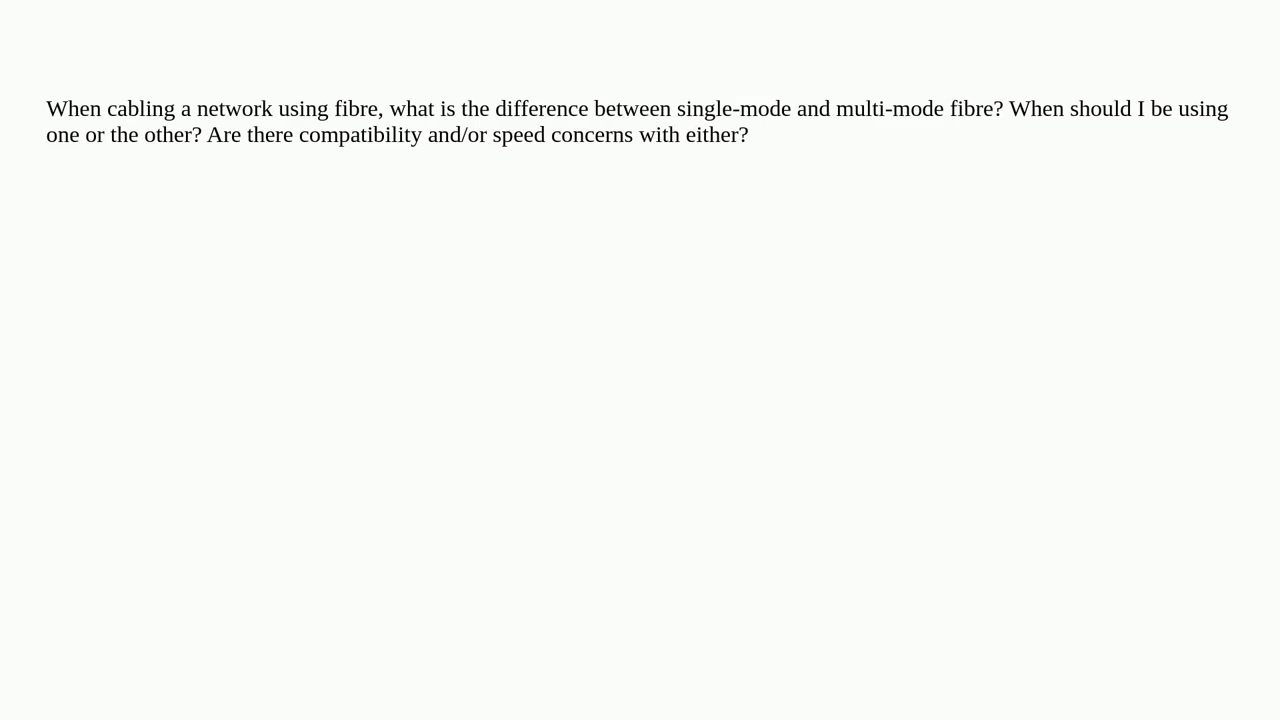 When cabling a network using fibre, what is the difference between single-mode and multi-mode fibre? When should I be using
one or the other? Are there compatibility and/or speed concerns with either?